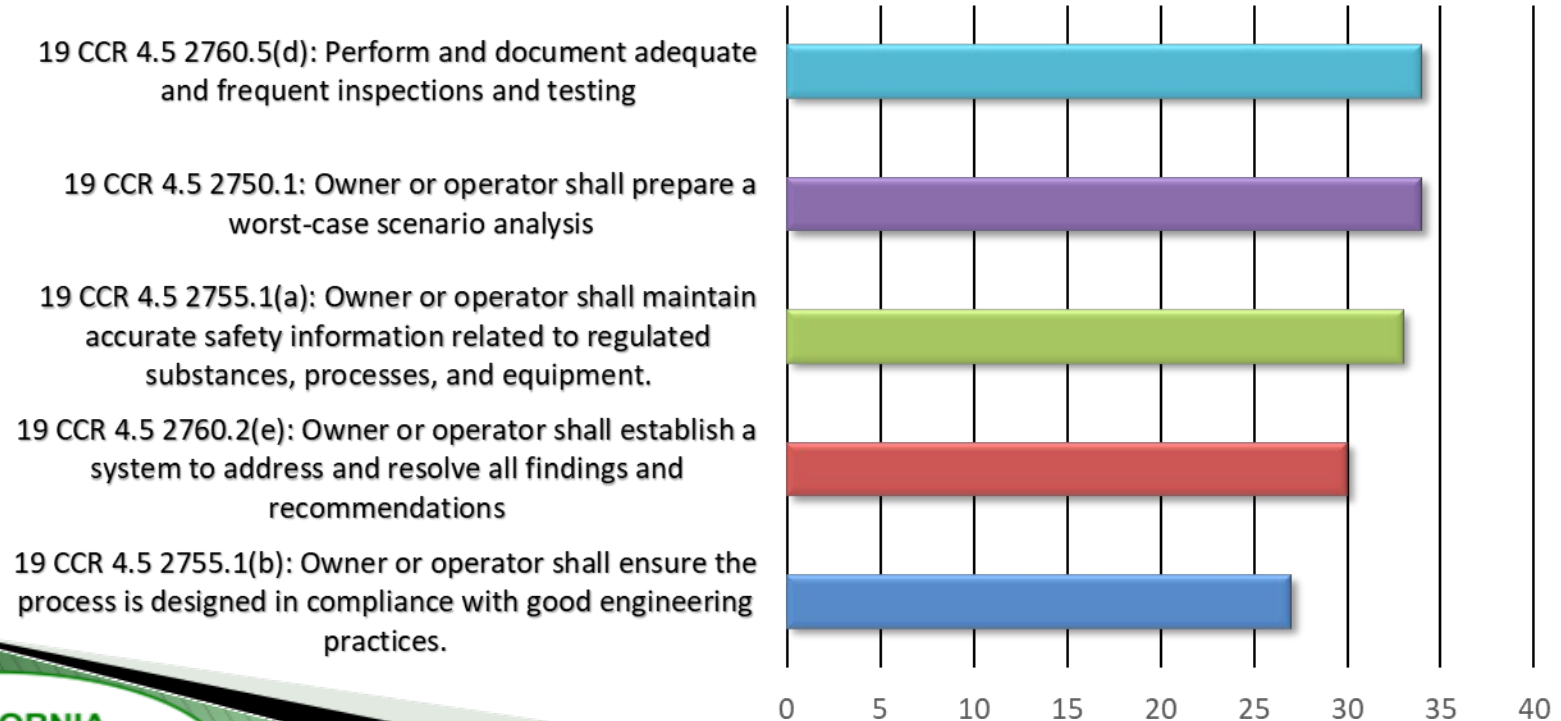 19 CCR 4.5 2760.5(d): Perform and document adequate
and frequent inspections and testing
19 CCR 4.5 2750.1: Owner or operator shall prepare a
worst-case scenario analysis
19 CCR 4.5 2755.1(a): Owner or operator shall maintain
accurate safety information related to regulated
substances, processes, and equipment.
19 CCR 4.5 2760.2(e): Owner or operator shall establish a
system to address and resolve all findings and
recommendations
19 CCR 4.5 2755.1(b): Owner or operator shall ensure the
process is designed in compliance with good engineering
practices.
0 5 10 15 20 25 30 35 40